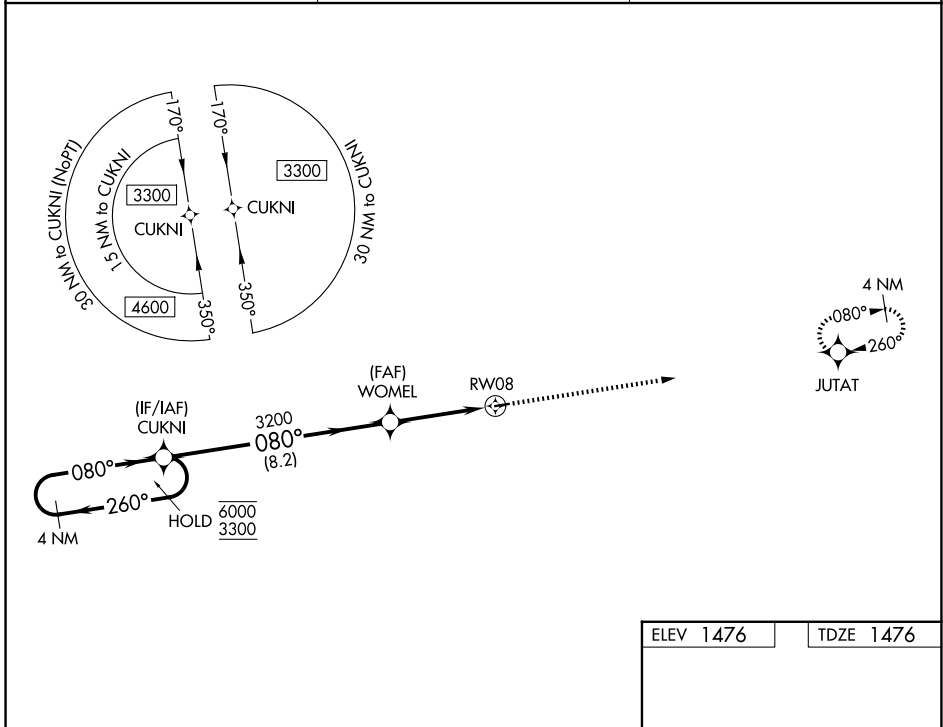 170°
170°
30 NM to CUKNI (NoPT)
15 NM to CUKNI
3300
CUKNI
4600
350°
CUKNI
3300
30 NM to CUKNI
350°
4 NM
080°
260°
JUTAT
(FAF)
WOMEL
RW08
(IF/IAF)
CUKNI
3200
080°
(8.2)
080°
260°
4 NM
HOLD
6000
3300
ELEV 1476
TDZE 1476